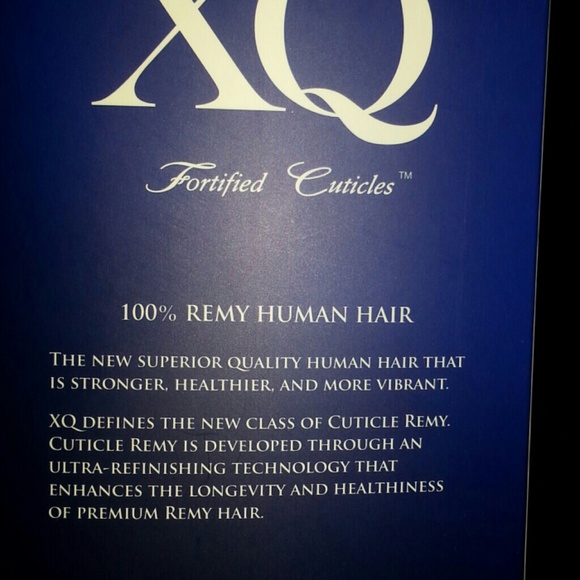 XQ
Fortified Cuticles™
100% REMY HUMAN HAIR
THE NEW SUPERIOR QUALITY HUMAN HAIR THAT
IS STRONGER, HEALTHIER, AND MORE VIBRANT.
XQ DEFINES THE NEW CLASS OF CUTICLE REMY.
CUTICLE REMY IS DEVELOPED THROUGH AN
ULTRA-REFINISHING TECHNOLOGY THAT
ENHANCES THE LONGEVITY AND HEALTHINESS
OF PREMIUM REMY HAIR.